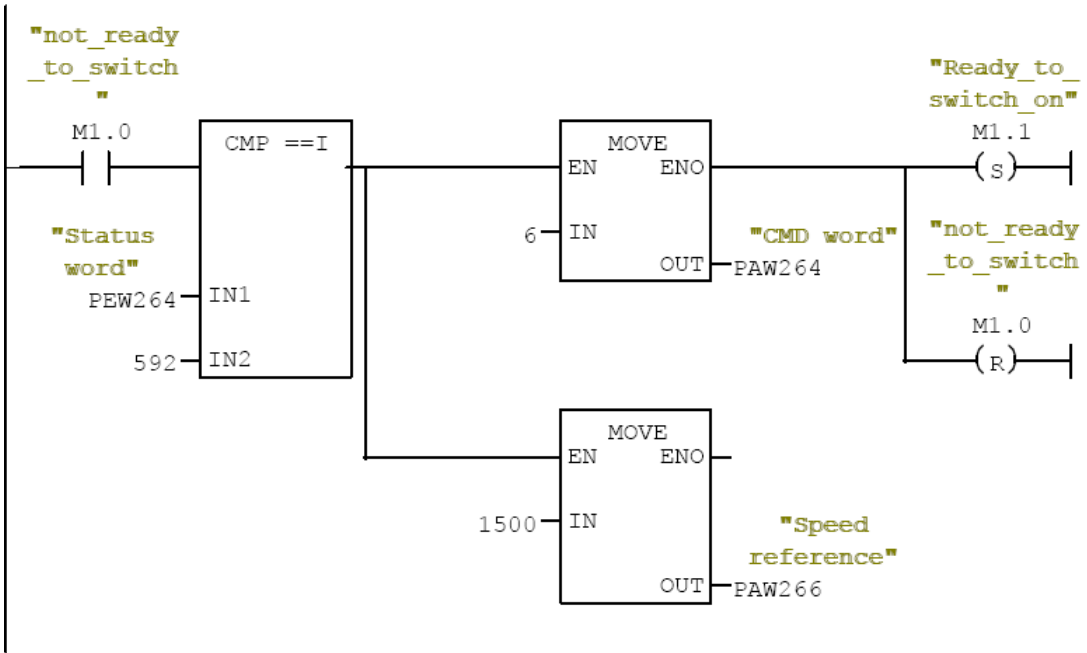 "not_ready
_to_switch
"
M1.0
CMP ==I
"Status
word"
PEW264
IN1
592
IN2
MOVE
EN
ENO
6
IN
"CMD word"
OUT
PAW264
"Ready_to_
switch_on"
M1.1
S
"not_ready
_to_switch
"
M1.0
R
MOVE
EN
ENO
1500
IN
"Speed
reference"
OUT
PAW266